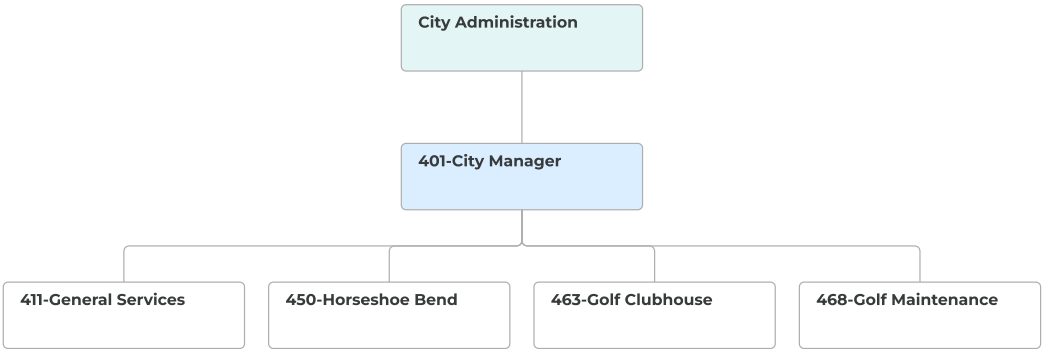 City Administration
401-City Manager
411-General Services
450-Horseshoe Bend
463-Golf Clubhouse
468-Golf Maintenance